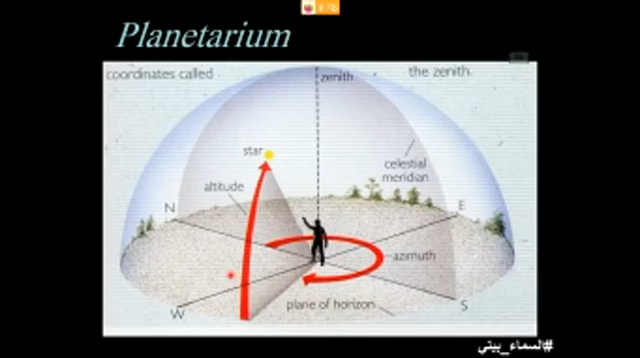 Planetarium
coordinates called
the zenith.
zenith
star
celestial
meridian
altitude
N
E
azimuth
plane of horizon
W
S
#السماء_بيتي